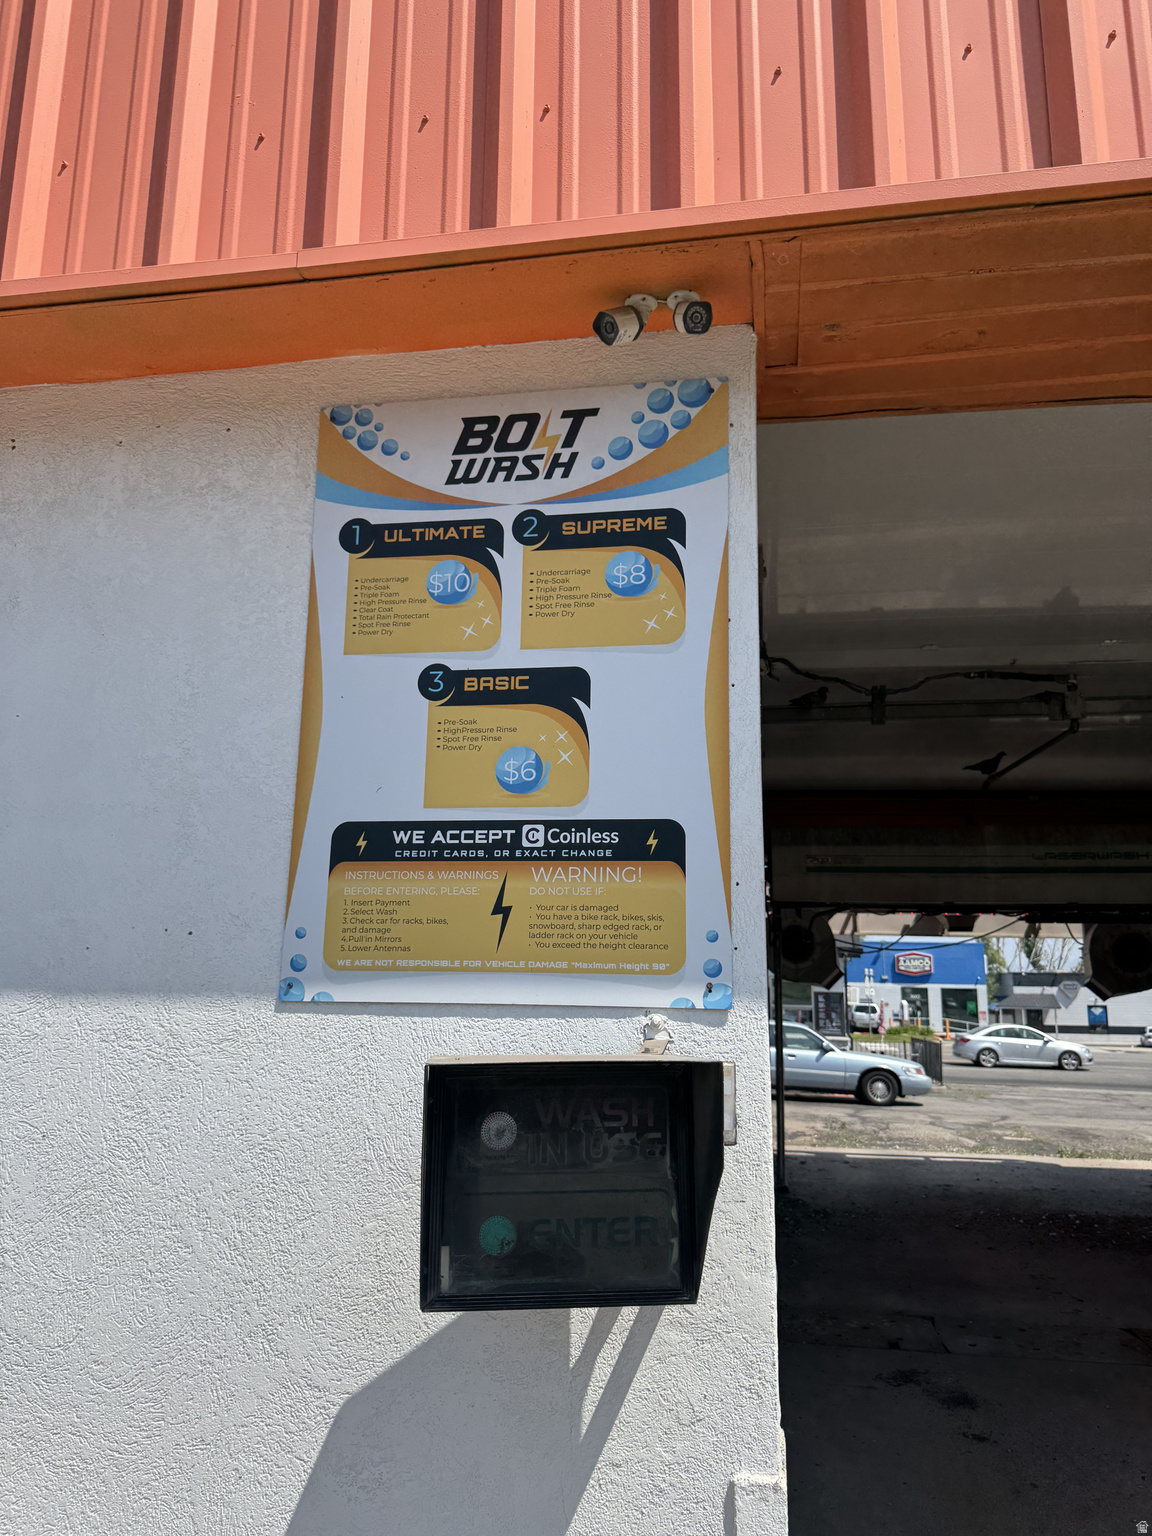 BOLT
WASH
1 ULTIMATE
$10
- Undercarriage
- Pre-Soak
- Triple Foam
- High Pressure Rinse
- Clear Coat
- Total Rain Protectant
- Spot Free Rinse
- Power Dry
2 SUPREME
$8
- Undercarriage
- Pre-Soak
- Triple Foam
- High Pressure Rinse
- Spot Free Rinse
- Power Dry
3 BASIC
- Pre-Soak
- HighPressure Rinse
- Spot Free Rinse
- Power Dry
$6
WE ACCEPT C Coinless
CREDIT CARDS, OR EXACT CHANGE
INSTRUCTIONS & WARNINGS
BEFORE ENTERING, PLEASE:
1. Insert Payment
2. Select Wash
3. Check car for racks, bikes,
and damage
4.Pull in Mirrors
5. Lower Antennas
WARNING!
DO NOT USE IF:
· Your car is damaged
· You have a bike rack, bikes, skis,
snowboard, sharp edged rack, or
ladder rack on your vehicle
· You exceed the height clearance
WE ARE NOT RESPONSIBLE FOR VEHICLE DAMAGE "Maximum Height 90"
WASH
IN USE
ENTER
LASERWASH
AAMCO